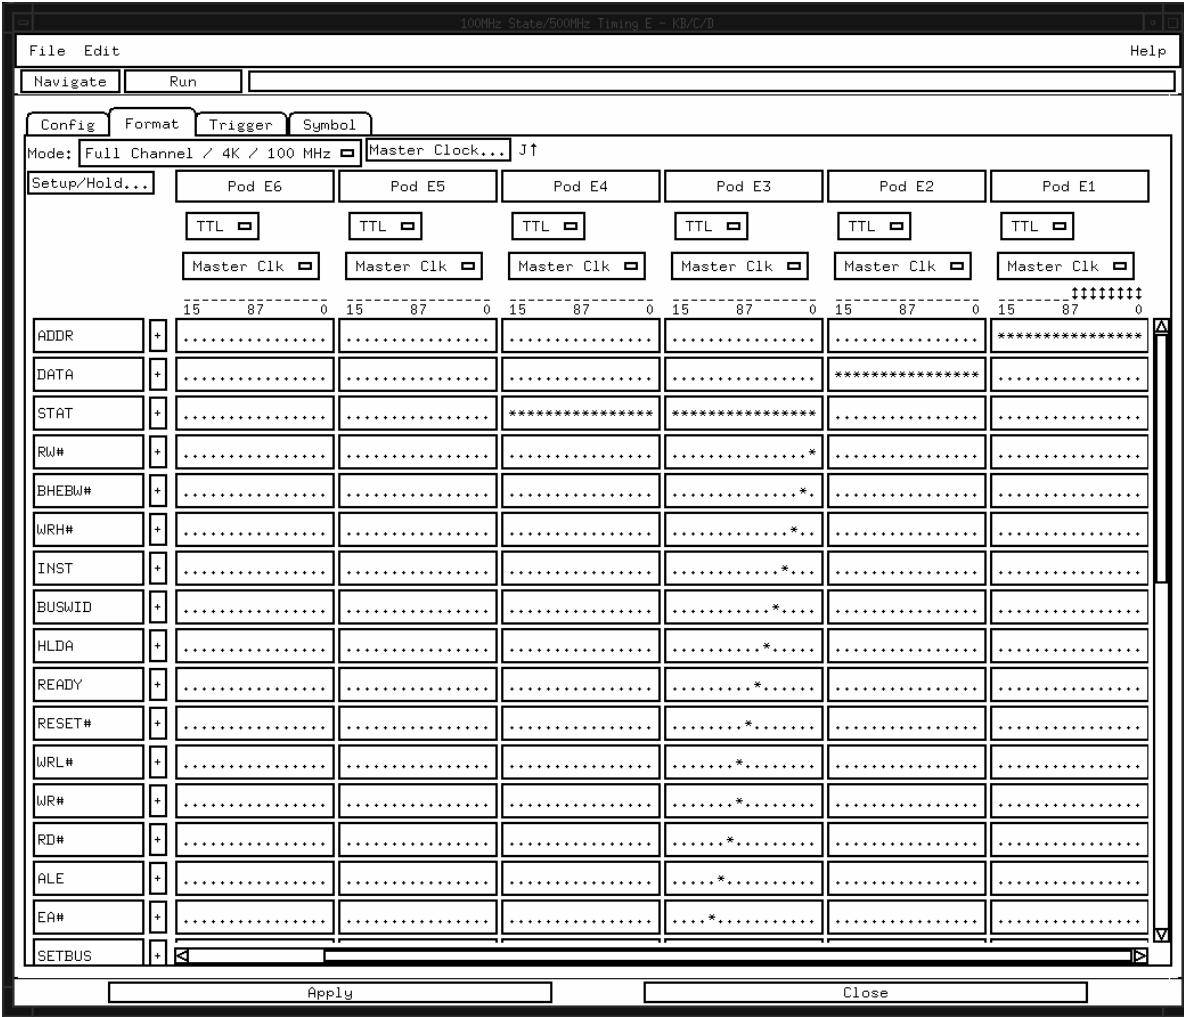 100MHz State/500MHz Timing E - KB/C/D
File Edit Help
Navigate Run
Config Format Trigger Symbol
Mode: Full Channel / 4K / 100 MHz Master Clock... J↑
Setup/Hold... Pod E6 Pod E5 Pod E4 Pod E3 Pod E2 Pod E1
TTL TTL TTL TTL TTL TTL
Master Clk Master Clk Master Clk Master Clk Master Clk Master Clk
↕↕↕↕↕↕↕↕
15 87 0 15 87 0 15 87 0 15 87 0 15 87 0 15 87 0
ADDR + ................ ................ ................ ................ ................ ****************
DATA + ................ ................ ................ ................ **************** ................
STAT + ................ ................ **************** **************** ................ ................
RW# + ................ ................ ................ ...............* ................ ................
BHEBW# + ................ ................ ................ ..............*. ................ ................
WRH# + ................ ................ ................ .............*.. ................ ................
INST + ................ ................ ................ ............*... ................ ................
BUSWID + ................ ................ ................ ...........*.... ................ ................
HLDA + ................ ................ ................ ..........*..... ................ ................
READY + ................ ................ ................ .........*...... ................ ................
RESET# + ................ ................ ................ ........*....... ................ ................
WRL# + ................ ................ ................ .......*........ ................ ................
WR# + ................ ................ ................ .......*........ ................ ................
RD# + ................ ................ ................ ......*......... ................ ................
ALE + ................ ................ ................ .....*.......... ................ ................
EA# + ................ ................ ................ ....*........... ................ ................
SETBUS +
Apply Close